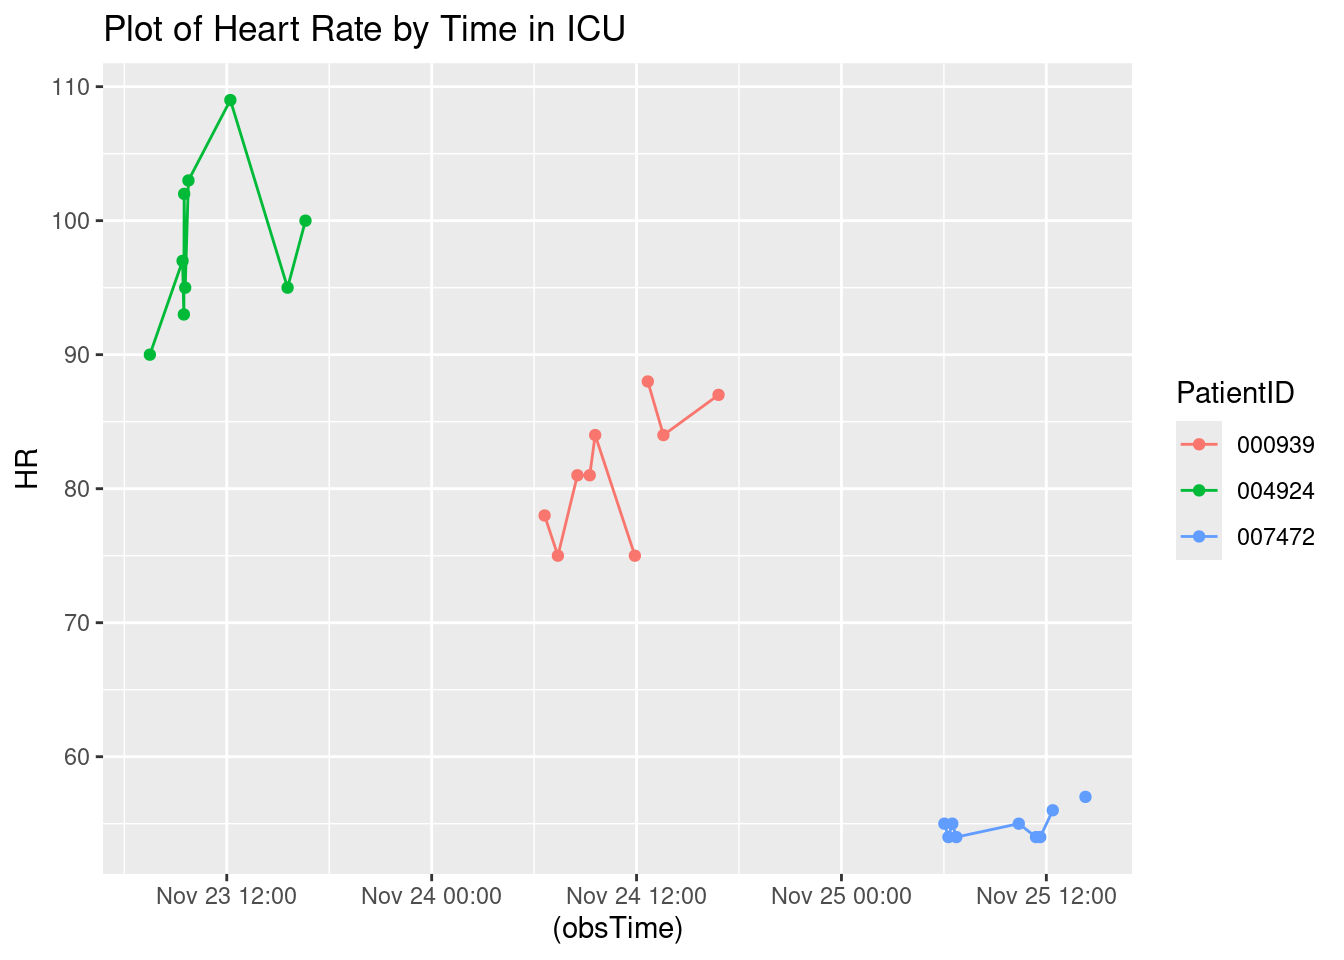 Plot of Heart Rate by Time in ICU
110
100
90
80
70
60
HR
Nov 23 12:00
Nov 24 00:00
Nov 24 12:00
Nov 25 00:00
Nov 25 12:00
(obsTime)
PatientID
000939
004924
007472